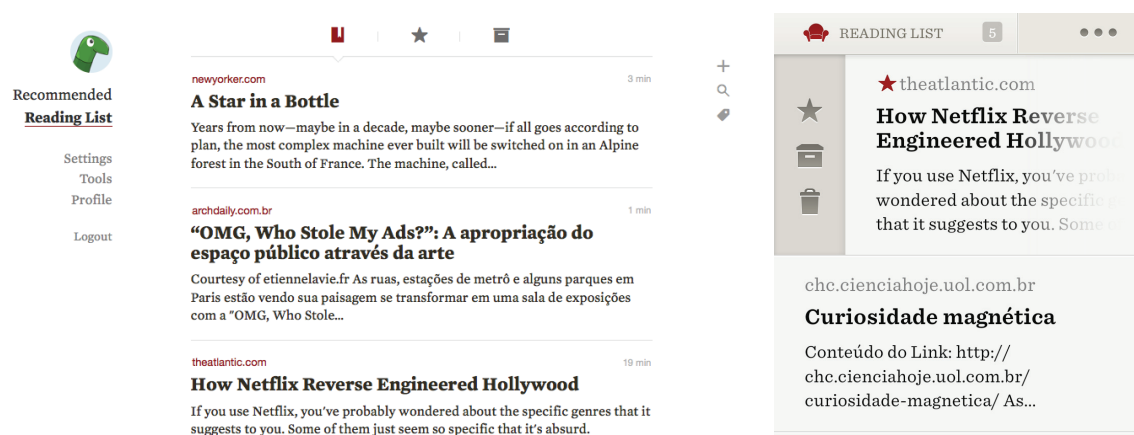 Recommended
Reading List
Settings
Tools
Profile
Logout
newyorker.com
3 min
A Star in a Bottle
Years from now—maybe in a decade, maybe sooner—if all goes according to
plan, the most complex machine ever built will be switched on in an Alpine
forest in the South of France. The machine, called...
archdaily.com.br
1 min
“OMG, Who Stole My Ads?”: A apropriação do
espaço público através da arte
Courtesy of etiennelavie.fr As ruas, estações de metrô e alguns parques em
Paris estão vendo sua paisagem se transformar em uma sala de exposições
com a "OMG, Who Stole...
theatlantic.com
19 min
How Netflix Reverse Engineered Hollywood
If you use Netflix, you've probably wondered about the specific genres that it
suggests to you. Some of them just seem so specific that it's absurd.
READING LIST
5
theatlantic.com
How Netflix Reverse
Engineered Hollywoo
If you use Netflix, you've prob
wondered about the specific
that it suggests to you. Some
chc.cienciahoje.uol.com.br
Curiosidade magnética
Conteúdo do Link: http://
chc.cienciahoje.uol.com.br/
curiosidade-magnetica/ As...